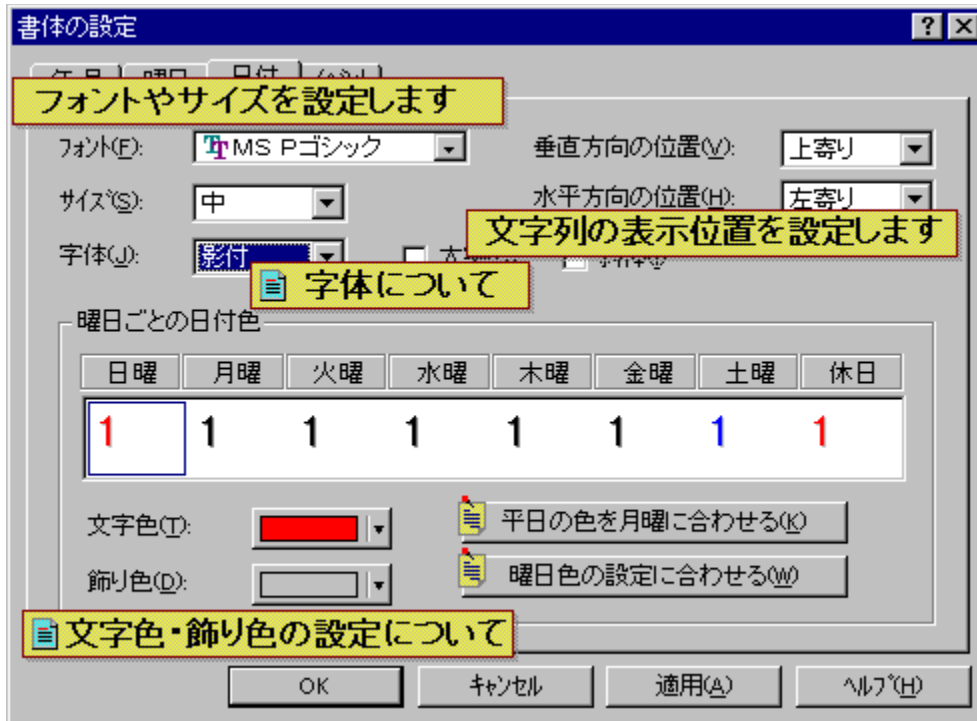 書体の設定
日付
フォントやサイズを設定します
フォント(F): MS Pゴシック 垂直方向の位置(V): 上寄り
サイズ(S): 中 水平方向の位置(H): 左寄り
文字列の表示位置を設定します
字体(J): 影付
字体について
曜日ごとの日付色
日曜 月曜 火曜 水曜 木曜 金曜 土曜 休日
1 1 1 1 1 1 1 1
文字色(T): 平日の色を月曜に合わせる(K)
飾り色(D): 曜日色の設定に合わせる(W)
文字色・飾り色の設定について
OK キャンセル 適用(A) ヘルプ(H)